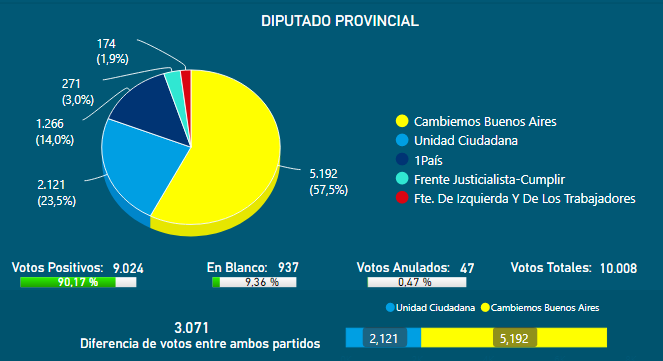 DIPUTADO PROVINCIAL
174
(1,9%)
271
(3,0%)
1.266
(14,0%)
2.121
(23,5%)
5.192
(57,5%)
Cambiemos Buenos Aires
Unidad Ciudadana
1País
Frente Justicialista-Cumplir
Fte. De Izquierda Y De Los Trabajadores
Votos Positivos: 9.024
90,17 %
En Blanco: 937
9,36 %
Votos Anulados: 47
0,47 %
Votos Totales: 10.008
Unidad Ciudadana Cambiemos Buenos Aires
3.071
Diferencia de votos entre ambos partidos
2,121 5,192